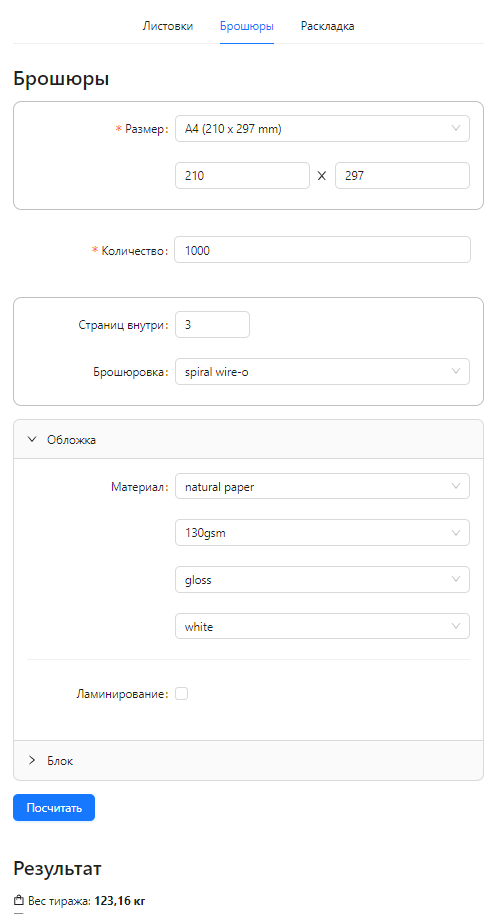 Листовки Брошюры Раскладка
Брошюры
* Размер: A4 (210 x 297 mm)
210 X 297
* Количество: 1000
Страниц внутри: 3
Брошюровка: spiral wire-o
Обложка
Материал: natural paper
130gsm
gloss
white
Ламинирование:
Блок
Посчитать
Результат
Вес тиража: 123,16 кг